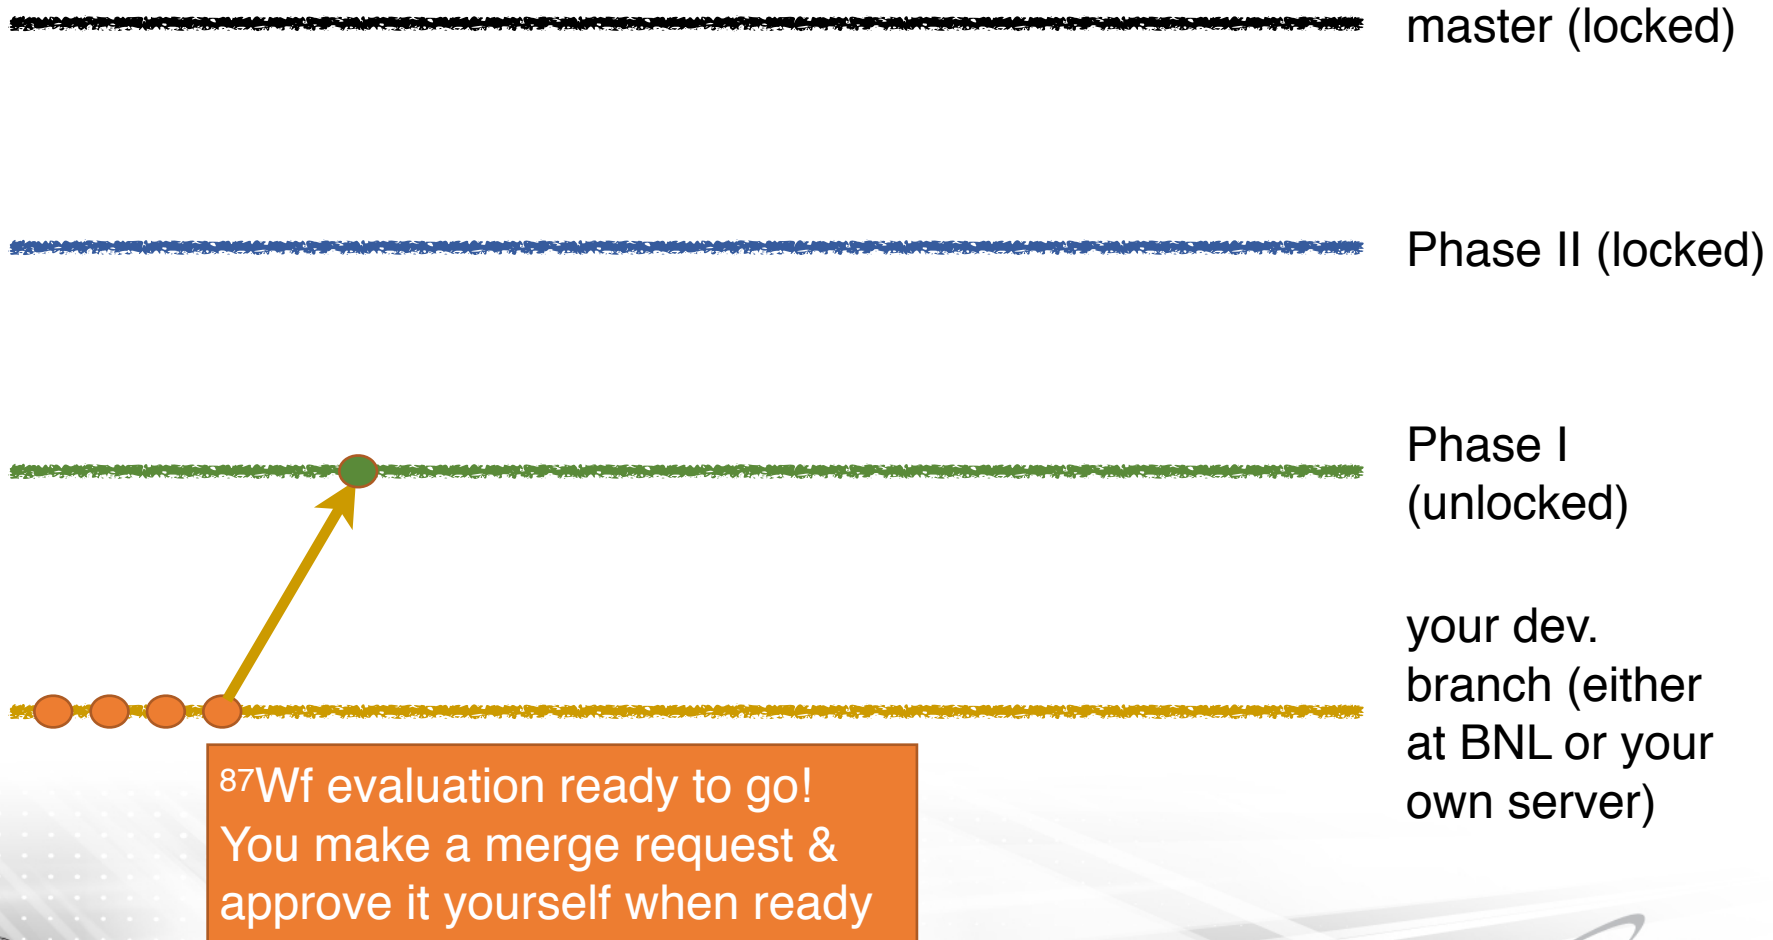 master (locked)
Phase II (locked)
Phase I
(unlocked)
your dev.
branch (either
at BNL or your
own server)
⁸⁷Wf evaluation ready to go!
You make a merge request &
approve it yourself when ready